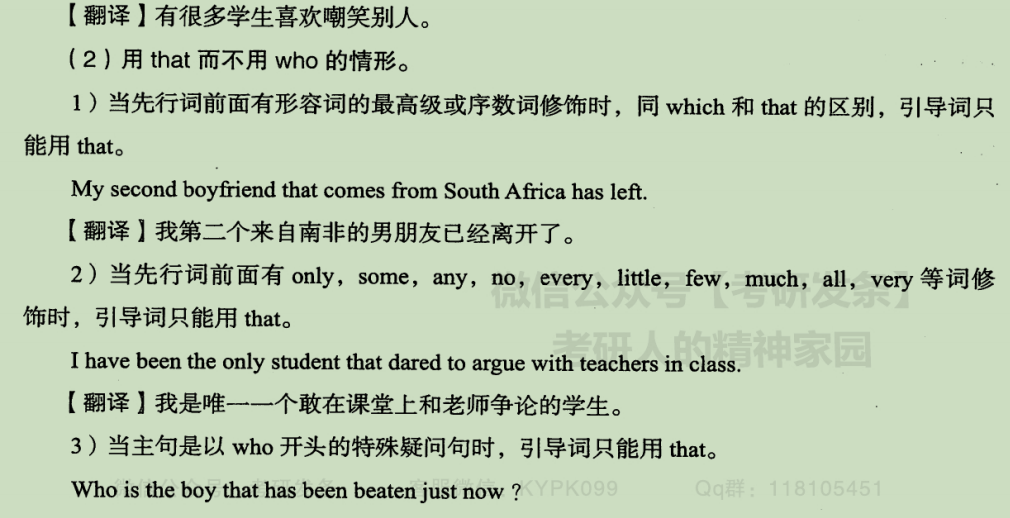 【翻译】有很多学生喜欢嘲笑别人。
（2）用 that 而不用 who 的情形。
1）当先行词前面有形容词的最高级或序数词修饰时，同 which 和 that 的区别，引导词只
能用 that。
My second boyfriend that comes from South Africa has left.
【翻译】我第二个来自南非的男朋友已经离开了。
2）当先行词前面有 only，some，any，no，every，little，few，much，all，very 等词修
微信公众号【考研发条】
饰时，引导词只能用 that。
考研人的精神家园
I have been the only student that dared to argue with teachers in class.
【翻译】我是唯一一个敢在课堂上和老师争论的学生。
3）当主句是以 who 开头的特殊疑问句时，引导词只能用 that。
Who is the boy that has been beaten just now？
KYPK099 Qq群：118105451